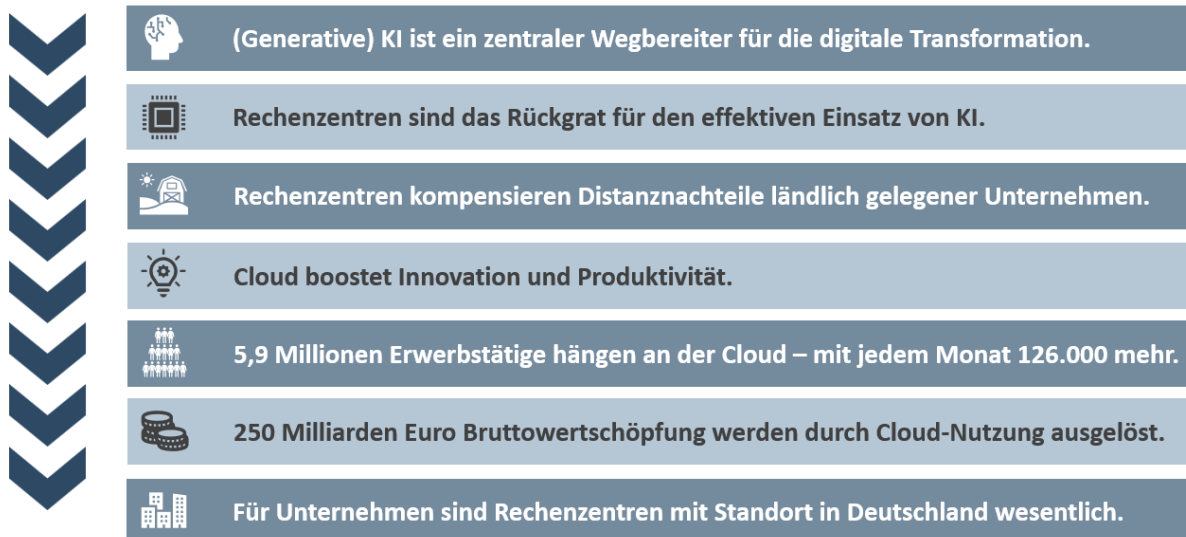 (Generative) KI ist ein zentraler Wegbereiter für die digitale Transformation.
Rechenzentren sind das Rückgrat für den effektiven Einsatz von KI.
Rechenzentren kompensieren Distanznachteile ländlich gelegener Unternehmen.
Cloud boostet Innovation und Produktivität.
5,9 Millionen Erwerbstätige hängen an der Cloud – mit jedem Monat 126.000 mehr.
250 Milliarden Euro Bruttowertschöpfung werden durch Cloud-Nutzung ausgelöst.
Für Unternehmen sind Rechenzentren mit Standort in Deutschland wesentlich.